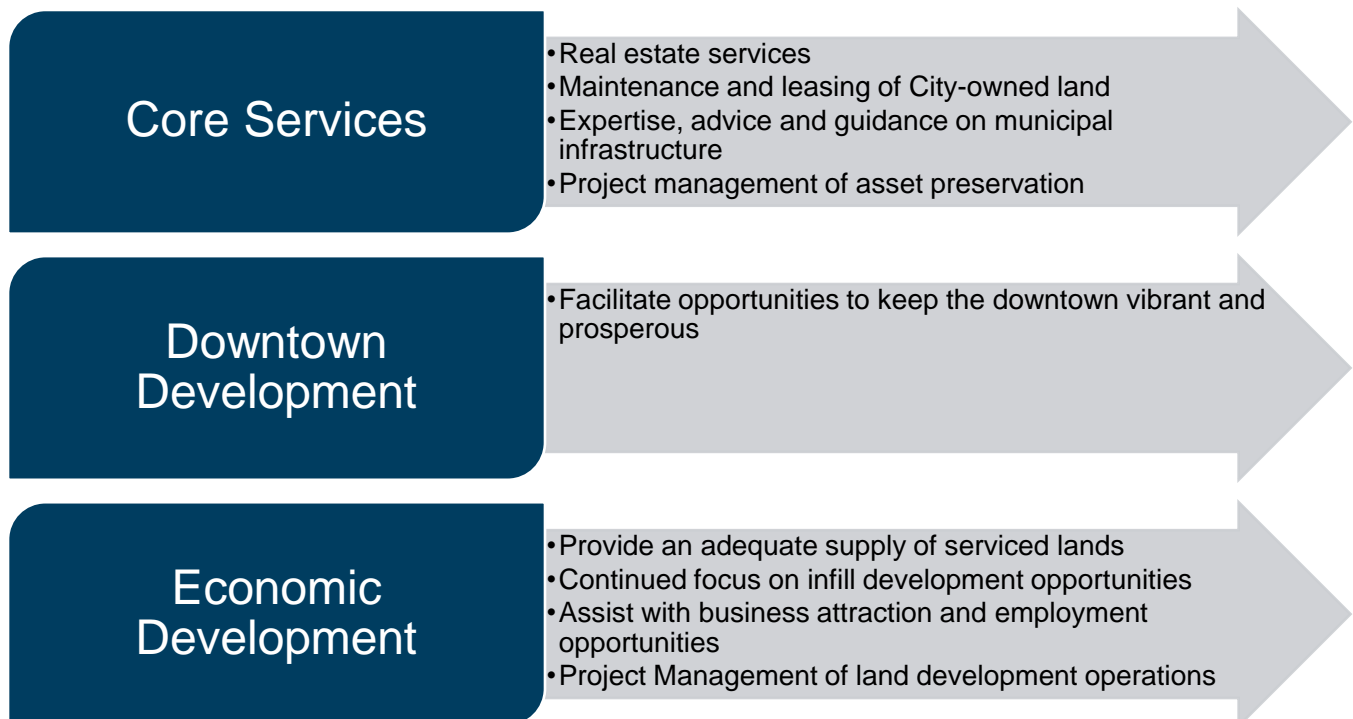 Core Services
•Real estate services
•Maintenance and leasing of City-owned land
•Expertise, advice and guidance on municipal
infrastructure
•Project management of asset preservation
Downtown
Development
•Facilitate opportunities to keep the downtown vibrant and
prosperous
Economic
Development
•Provide an adequate supply of serviced lands
•Continued focus on infill development opportunities
•Assist with business attraction and employment
opportunities
•Project Management of land development operations